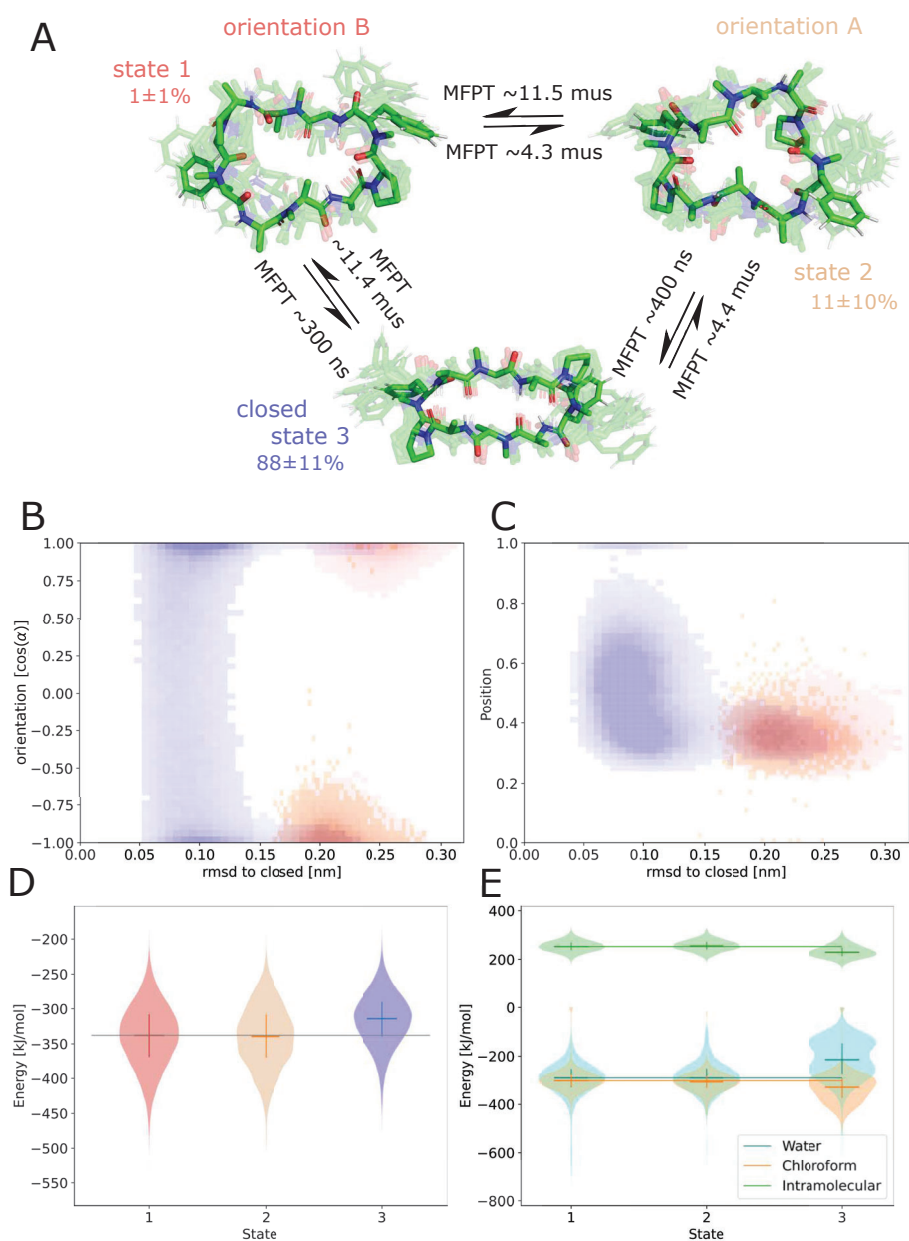 A
orientation B
orientation A
state 1
1±1%
MFPT ~11.5 mus
MFPT ~4.3 mus
state 2
11±10%
MFPT ~300 ns
MFPT
~11.4 mus
MFPT ~400 ns
MFPT ~4.4 mus
closed
state 3
88±11%
B
1.00
0.75
0.50
0.25
0.00
−0.25
−0.50
−0.75
−1.00
orientation [cos(α)]
0.00 0.05 0.10 0.15 0.20 0.25 0.30
rmsd to closed [nm]
C
1.0
0.8
0.6
0.4
0.2
0.0
Position
0.00 0.05 0.10 0.15 0.20 0.25 0.30
rmsd to closed [nm]
D
−200
−250
−300
−350
−400
−450
−500
−550
Energy [kJ/mol]
1 2 3
State
E
400
200
0
−200
−400
−600
−800
Energy [kJ/mol]
Water
Chloroform
Intramolecular
1 2 3
State